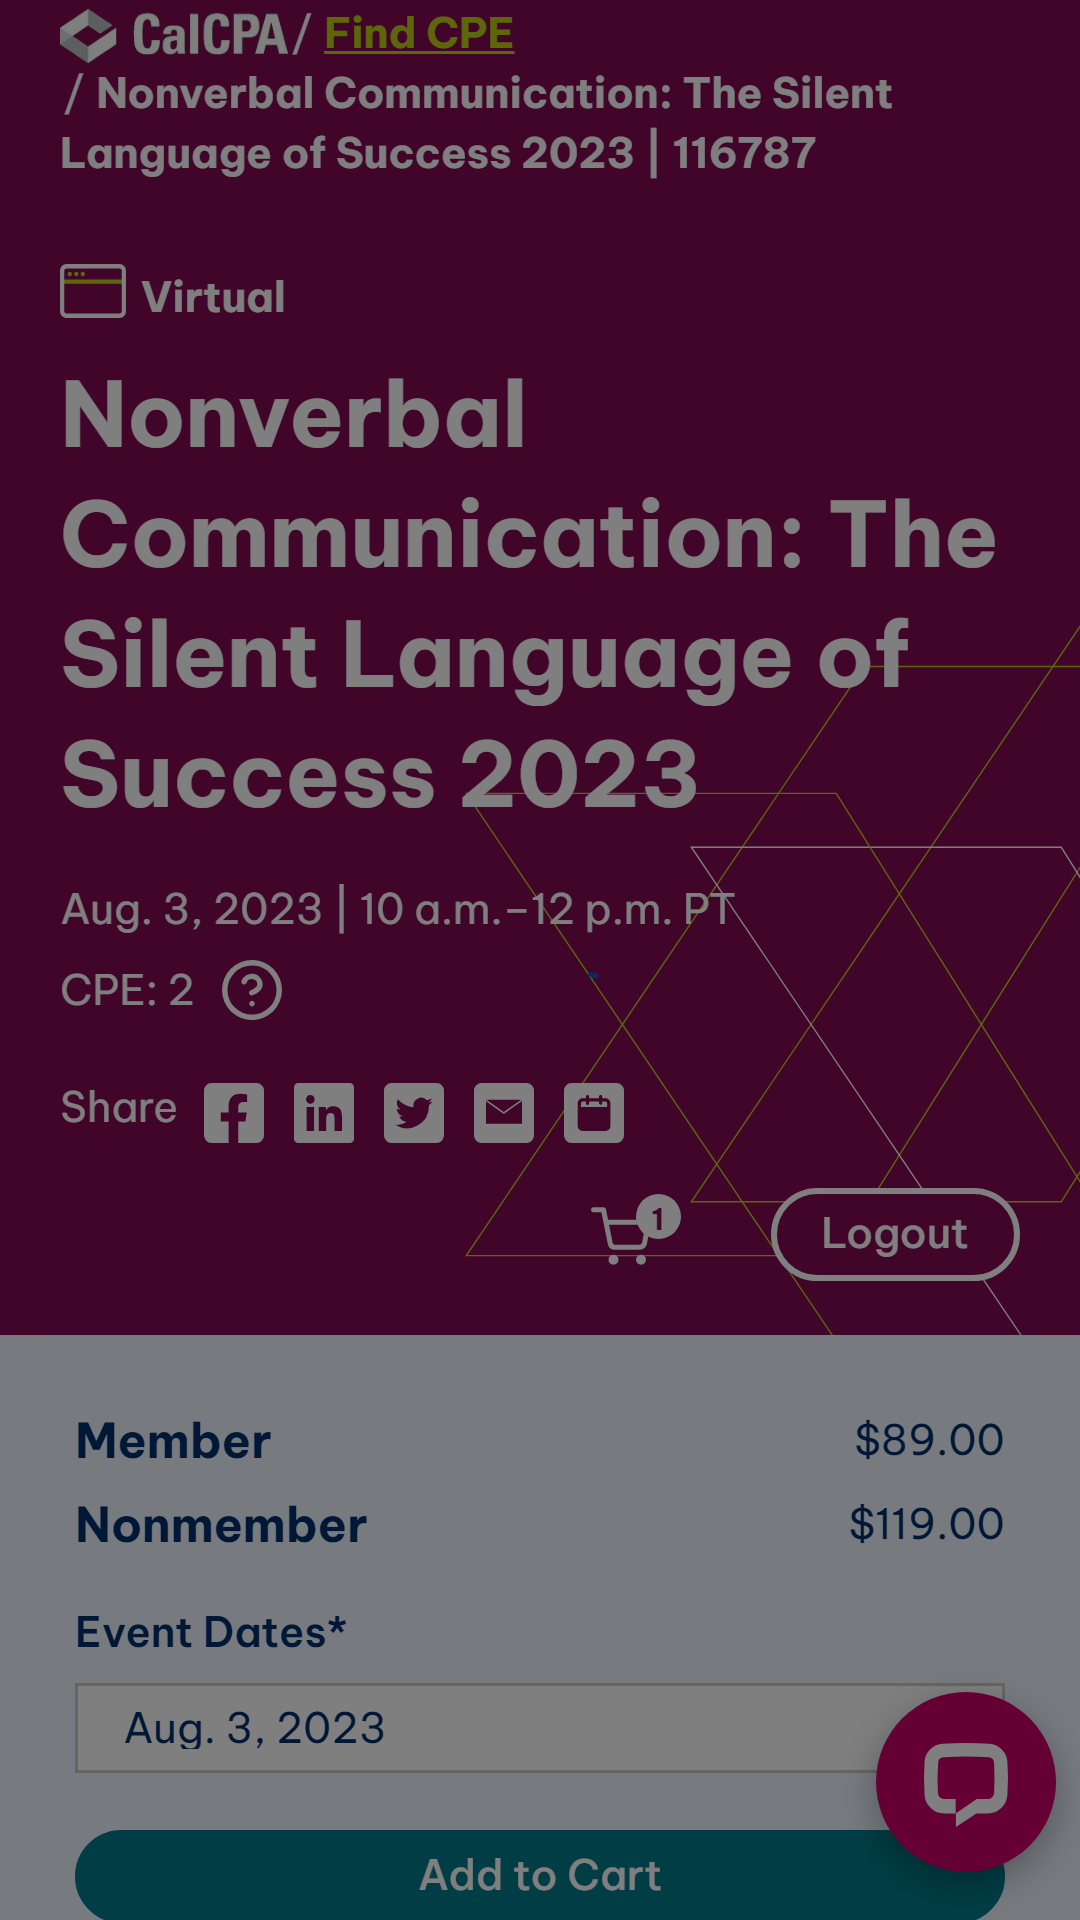 CalCPA / Find CPE
/ Nonverbal Communication: The Silent
Language of Success 2023 | 116787
Virtual
Nonverbal
Communication: The
Silent Language of
Success 2023
Aug. 3, 2023 | 10 a.m.–12 p.m. PT
CPE: 2 ?
Share
1
Logout
Member $89.00
Nonmember $119.00
Event Dates*
Aug. 3, 2023
Add to Cart